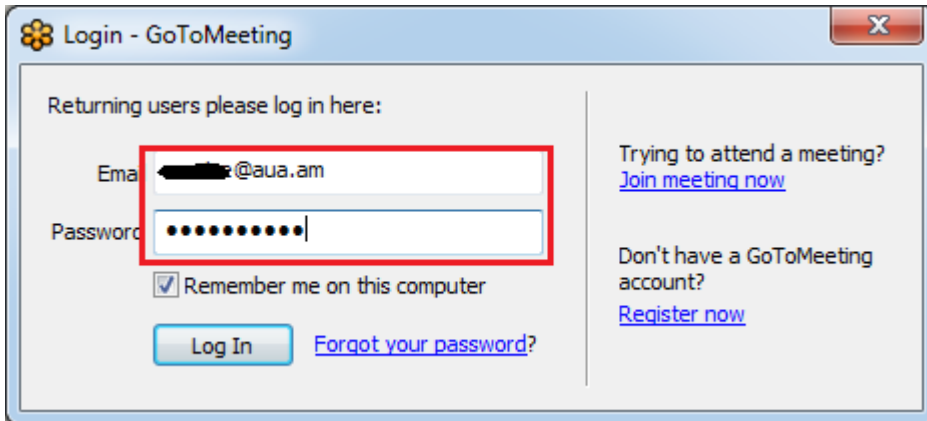 Login - GoToMeeting
Returning users please log in here:
Emai
@aua.am
Password
Remember me on this computer
Log In
Forgot your password?
Trying to attend a meeting?
Join meeting now
Don't have a GoToMeeting
account?
Register now